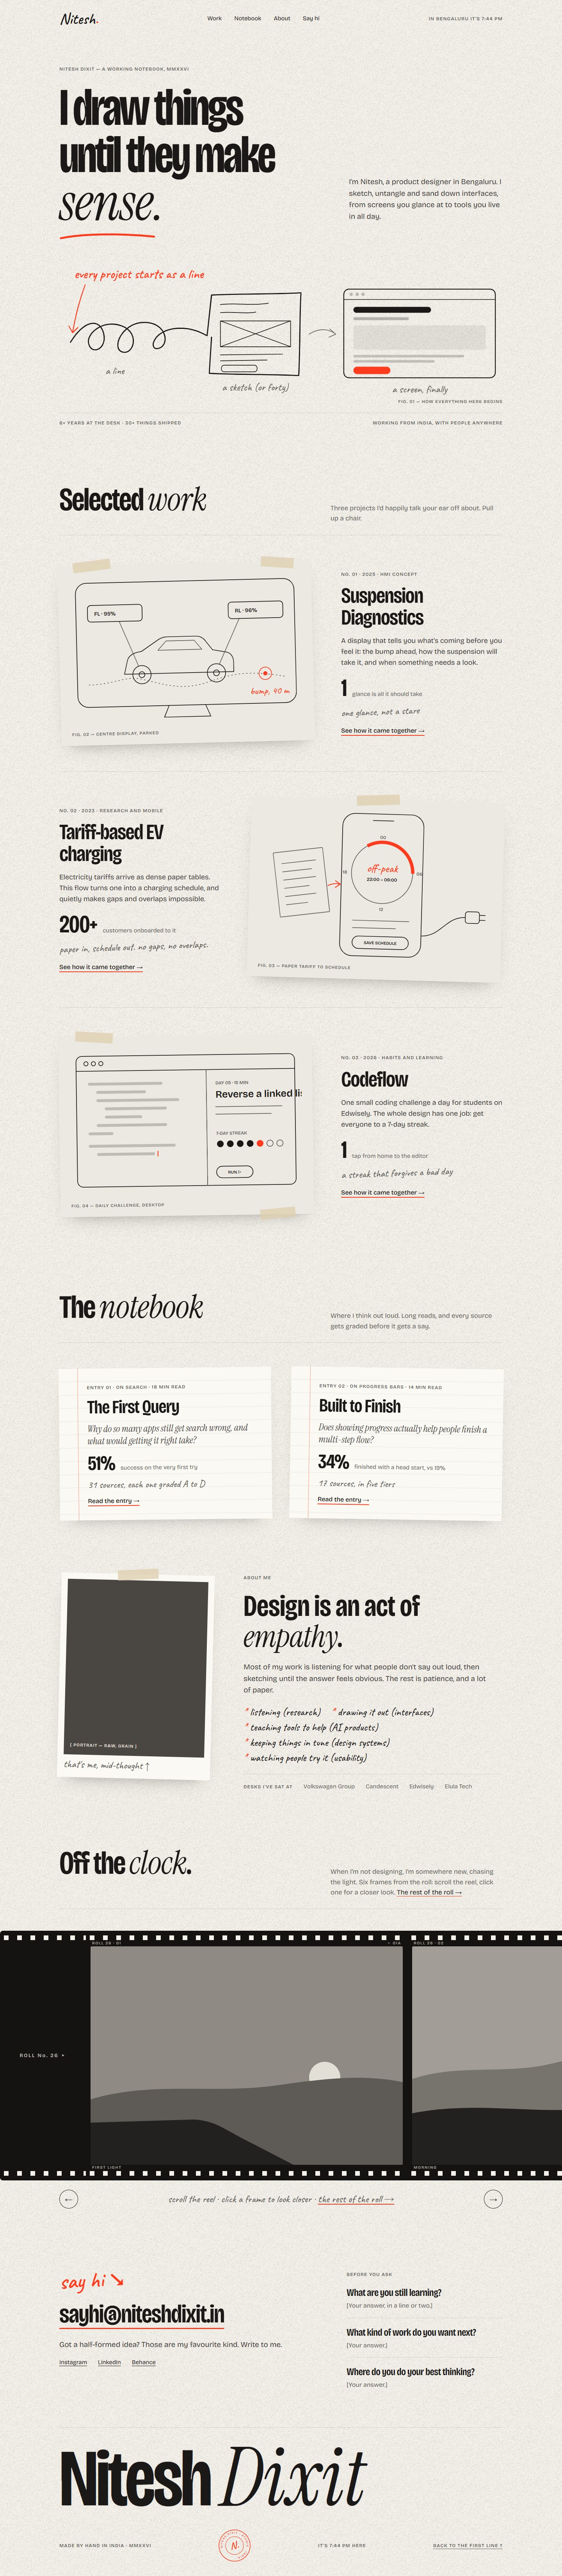 Nitesh.
Work Notebook About Say hi
IN BENGALURU IT'S 7:44 PM
NITESH DIXIT — A WORKING NOTEBOOK, MMXXVI
I draw things
until they make
sense.
I'm Nitesh, a product designer in Bengaluru. I
sketch, untangle and sand down interfaces,
from screens you glance at to tools you live
in all day.
every project starts as a line
a line
a sketch (or forty)
a screen, finally
FIG. 01 — HOW EVERYTHING HERE BEGINS
6+ YEARS AT THE DESK · 20+ THINGS SHIPPED
WORKING FROM INDIA, WITH PEOPLE ANYWHERE
Selected work
Three projects I'd happily talk your ear off about. Pull
up a chair.
FL · 95%
RL · 96%
bump, 40 m
FIG. 02 — CENTRE DISPLAY, PARKED
NO. 01 · 2025 · HMI CONCEPT
Suspension
Diagnostics
A display that tells you what's coming before you
feel it: the bump ahead, how the suspension will
take it, and when something needs a look.
1 glance is all it should take
one glance, not a stare
See how it came together →
NO. 02 · 2023 · RESEARCH AND MOBILE
Tariff-based EV
charging
Electricity tariffs arrive as dense paper tables.
This flow turns one into a charging schedule, and
quietly makes gaps and overlaps impossible.
200+ customers onboarded to it
paper in, schedule out. no gaps, no overlaps.
See how it came together →
00
18
06
12
off-peak
22:00 – 06:00
SAVE SCHEDULE
FIG. 03 — PAPER TARIFF TO SCHEDULE
DAY 05 · 15 MIN
Reverse a linked lis
7-DAY STREAK
RUN ▷
FIG. 04 — DAILY CHALLENGE, DESKTOP
NO. 03 · 2026 · HABITS AND LEARNING
Codeflow
One small coding challenge a day for students on
Edwisely. The whole design has one job: get
everyone to a 7-day streak.
1 tap from home to the editor
a streak that forgives a bad day
See how it came together →
The notebook
Where I think out loud. Long reads, and every source
gets graded before it gets a say.
ENTRY 01 · ON SEARCH · 18 MIN READ
The First Query
Why do so many apps still get search wrong, and
what would getting it right take?
51% success on the very first try
31 sources, each one graded A to D
Read the entry →
ENTRY 02 · ON PROGRESS BARS · 14 MIN READ
Built to Finish
Does showing progress actually help people finish a
multi-step flow?
34% finished with a head start, vs 19%
17 sources, in five tiers
Read the entry →
[ PORTRAIT — B&W, GRAIN ]
that's me, mid-thought ↑
ABOUT ME
Design is an act of
empathy.
Most of my work is listening for what people don't say out loud, then
sketching until the answer feels obvious. The rest is patience, and a lot
of paper.
* listening (research) * drawing it out (interfaces)
* teaching tools to help (AI products)
* keeping things in tune (design systems)
* watching people try it (usability)
DESKS I'VE SAT AT Volkswagen Group Candescent Edwisely Elula Tech
Off the clock.
When I'm not designing, I'm somewhere new, chasing
the light. Six frames from the roll: scroll the reel, click
one for a closer look. The rest of the roll →
ROLL No. 26
ROLL 26 · 01
01A
ROLL 26 · 02
FIRST LIGHT
MORNING
←
scroll the reel · click a frame to look closer · the rest of the roll →
→
say hi ↘
sayhi@niteshdixit.in
Got a half-formed idea? Those are my favourite kind. Write to me.
Instagram LinkedIn Behance
BEFORE YOU ASK
What are you still learning?
[Your answer, in a line or two.]
What kind of work do you want next?
[Your answer.]
Where do you do your best thinking?
[Your answer.]
Nitesh Dixit
MADE BY HAND IN INDIA · MMXXVI
N.
IT'S 7:44 PM HERE
BACK TO THE FIRST LINE ↑